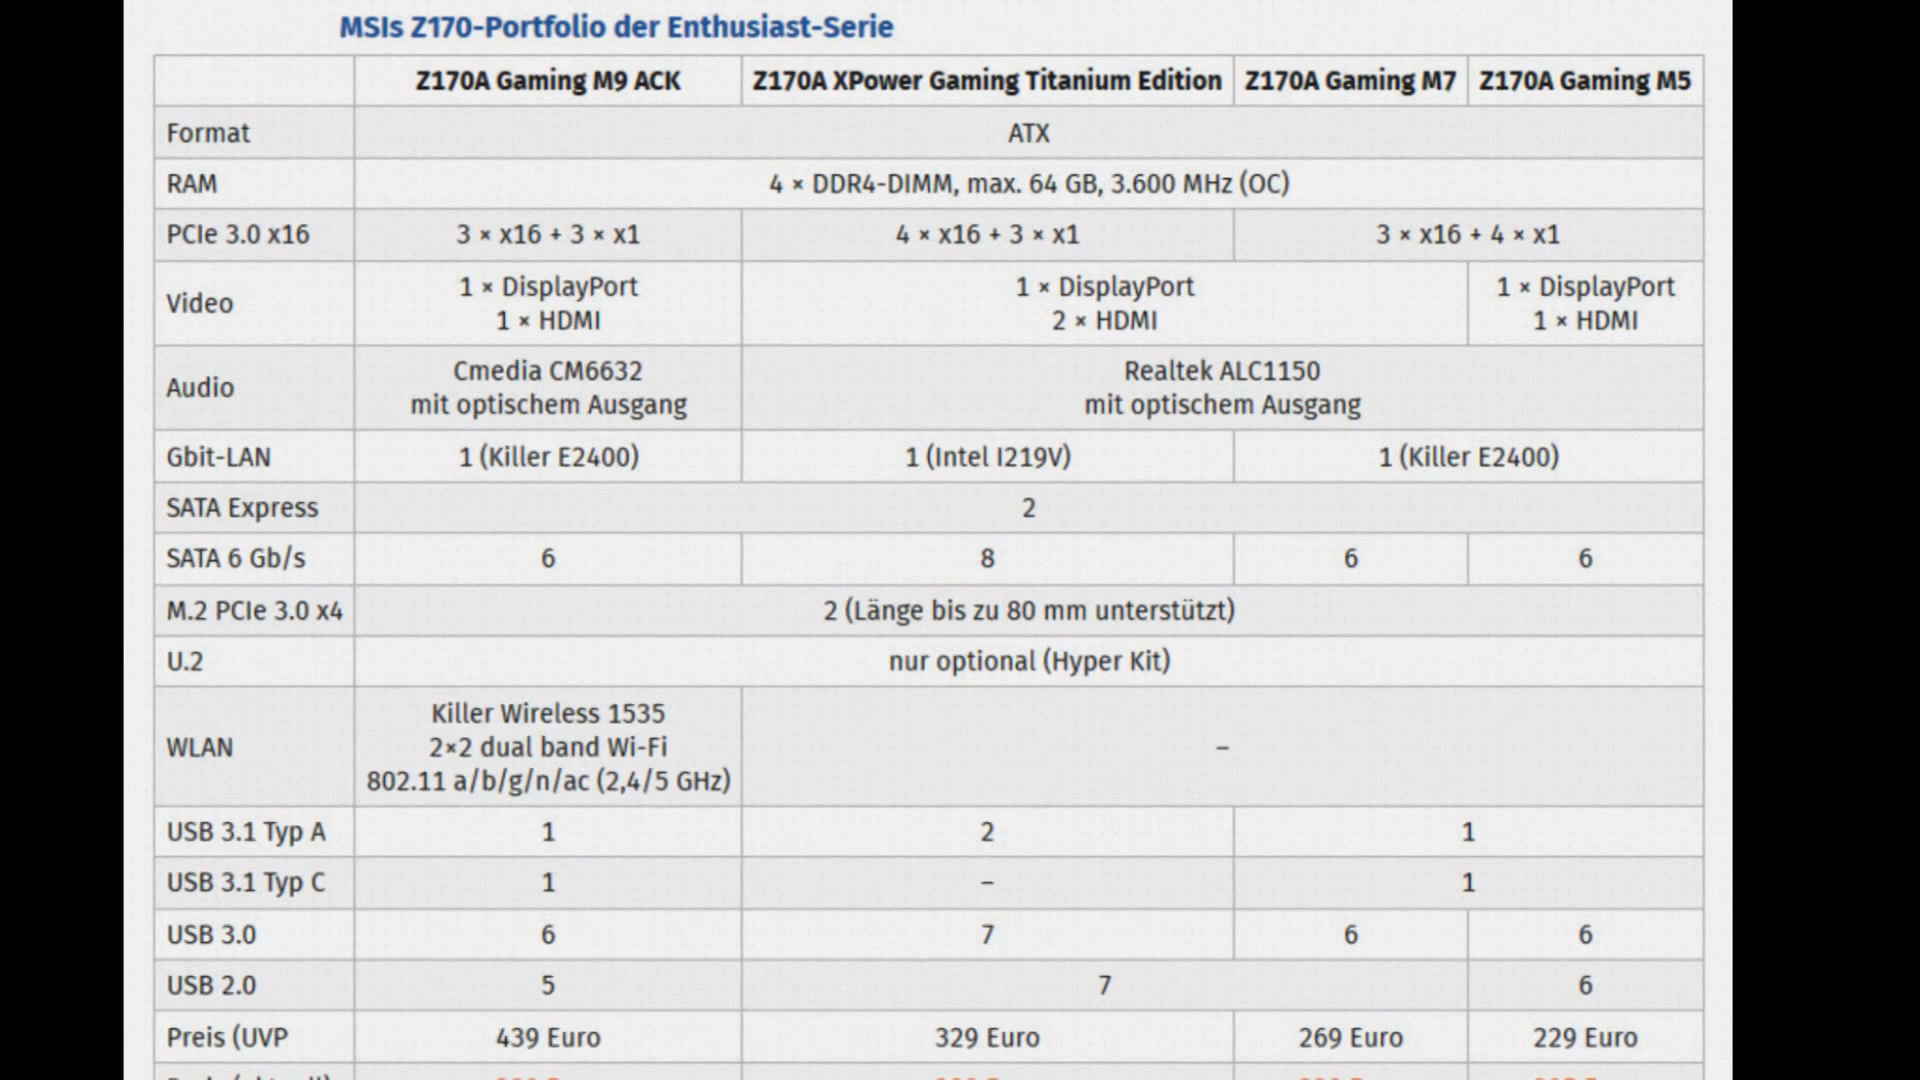 MSIs Z170-Portfolio der Enthusiast-Serie
Z170A Gaming M9 ACK Z170A XPower Gaming Titanium Edition Z170A Gaming M7 Z170A Gaming M5
Format ATX
RAM 4 × DDR4-DIMM, max. 64 GB, 3.600 MHz (OC)
PCIe 3.0 x16 3 × x16 + 3 × x1 4 × x16 + 3 × x1 3 × x16 + 4 × x1
Video 1 × DisplayPort 1 × DisplayPort 1 × DisplayPort
1 × HDMI 2 × HDMI 1 × HDMI
Audio Cmedia CM6632 Realtek ALC1150
mit optischem Ausgang mit optischem Ausgang
Gbit-LAN 1 (Killer E2400) 1 (Intel I219V) 1 (Killer E2400)
SATA Express 2
SATA 6 Gb/s 6 8 6 6
M.2 PCIe 3.0 x4 2 (Länge bis zu 80 mm unterstützt)
U.2 nur optional (Hyper Kit)
WLAN Killer Wireless 1535 –
2×2 dual band Wi-Fi
802.11 a/b/g/n/ac (2,4/5 GHz)
USB 3.1 Typ A 1 2 1
USB 3.1 Typ C 1 – 1
USB 3.0 6 7 6 6
USB 2.0 5 7 6
Preis (UVP 439 Euro 329 Euro 269 Euro 229 Euro